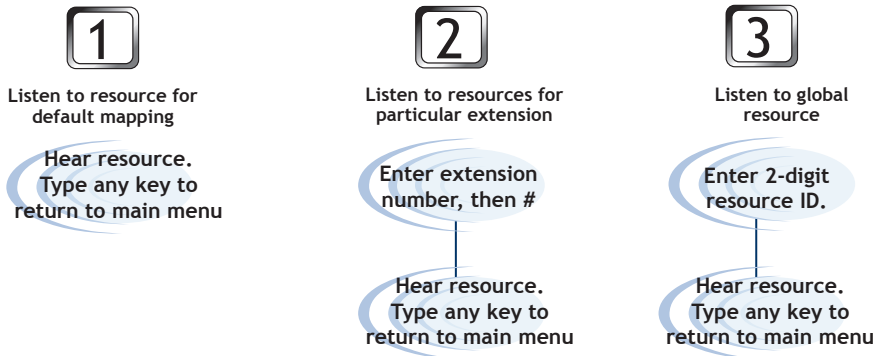 1
Listen to resource for
default mapping
Hear resource.
Type any key to
return to main menu
2
Listen to resources for
particular extension
Enter extension
number, then #
Hear resource.
Type any key to
return to main menu
3
Listen to global
resource
Enter 2-digit
resource ID.
Hear resource.
Type any key to
return to main menu